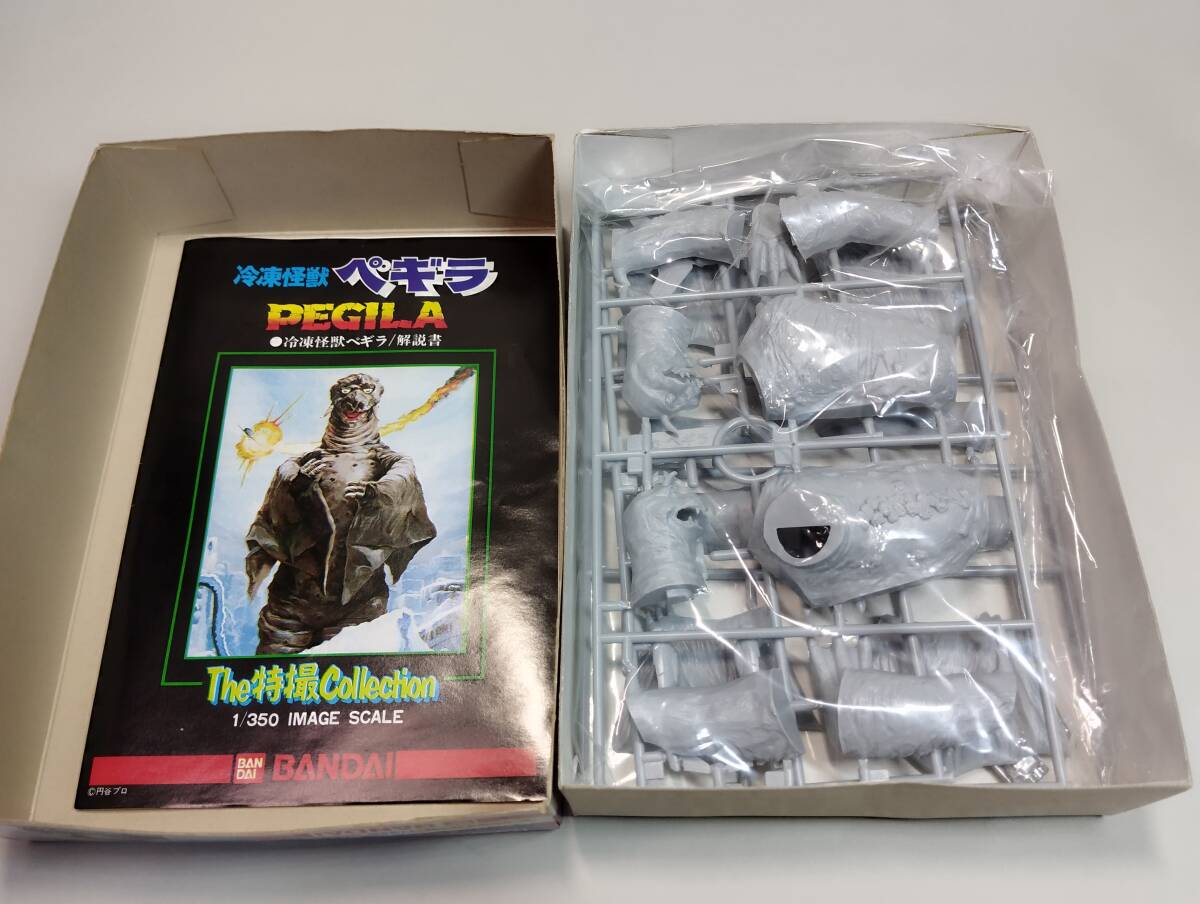 冷凍怪獣 ペギラ
PEGILA
●冷凍怪獣ペギラ/解説書
The特撮Collection
1/350 IMAGE SCALE
BAN
DAI BANDAI
©円谷プロ